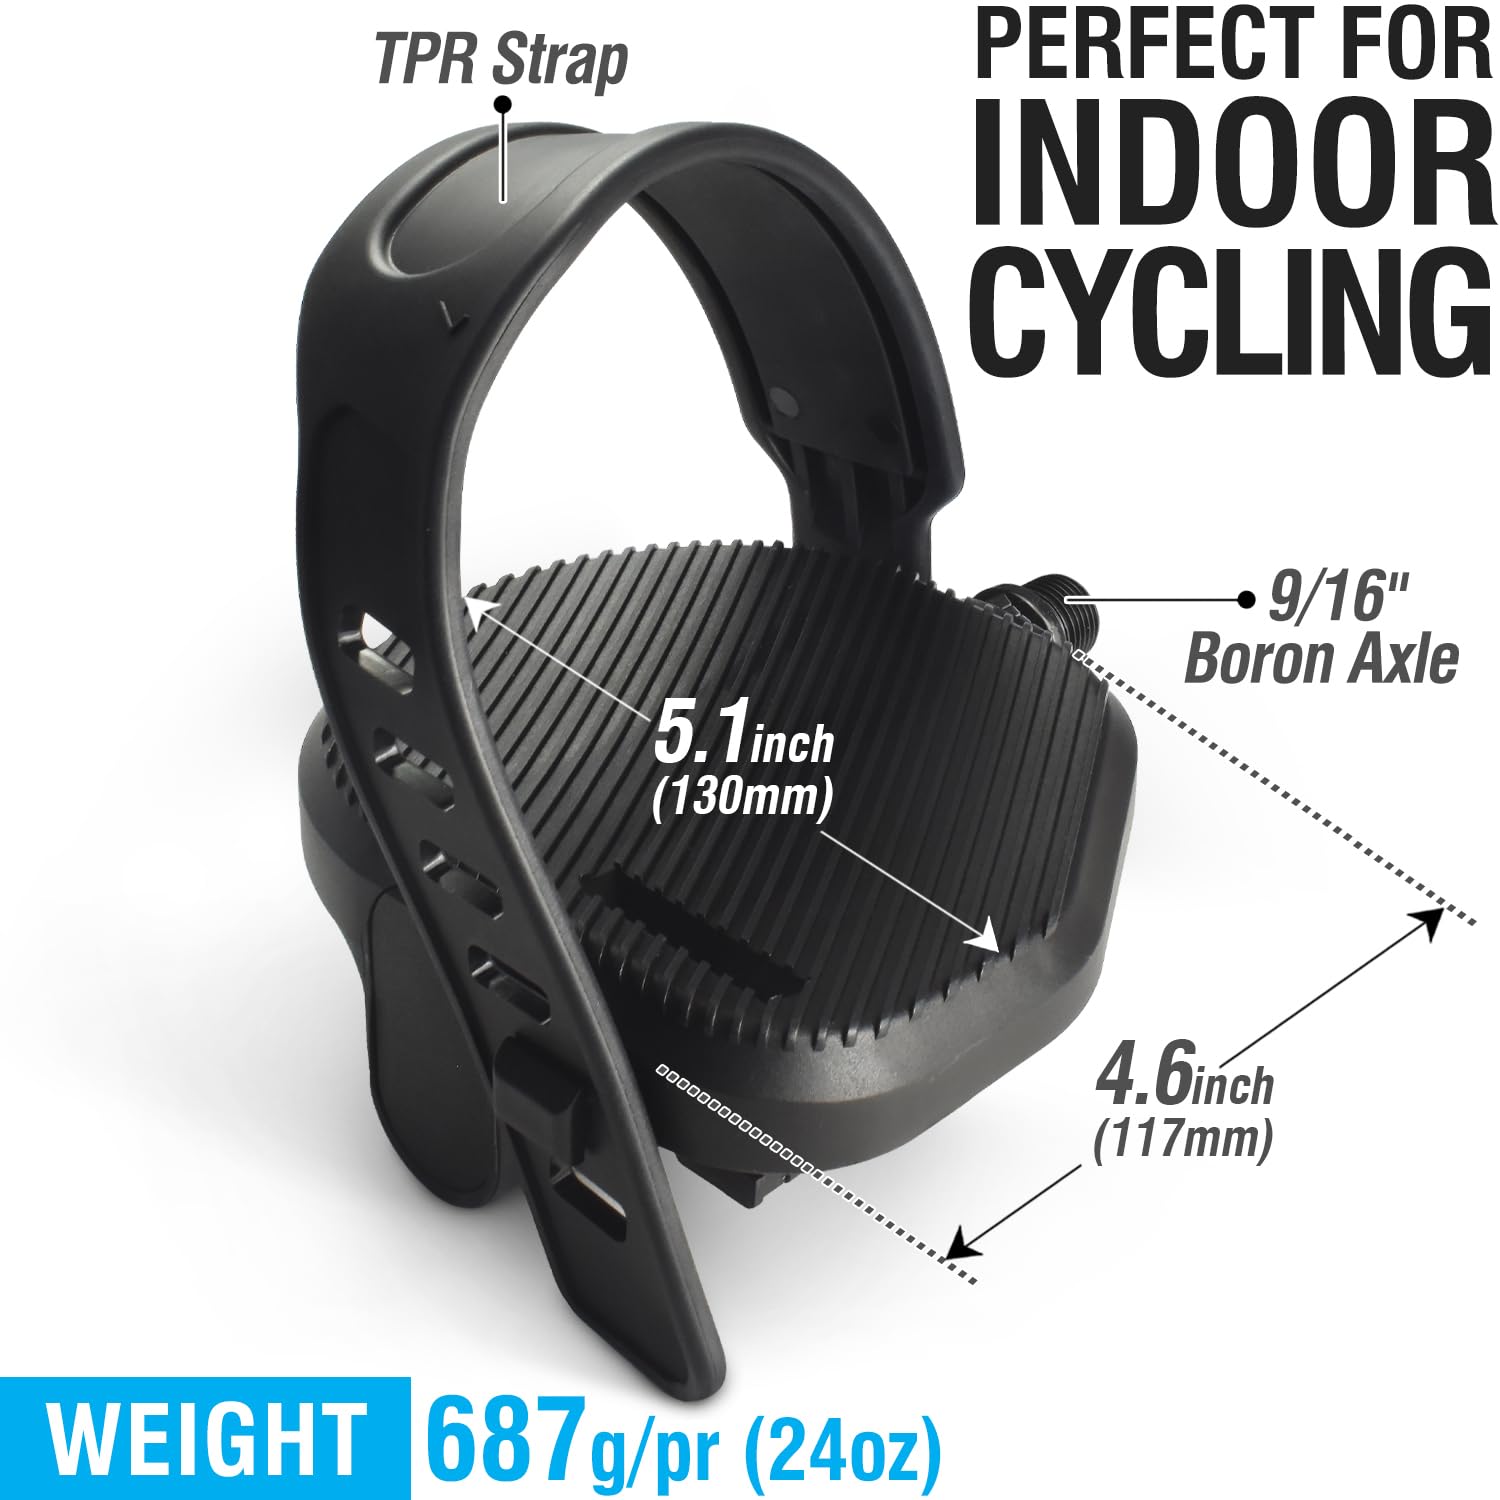 PERFECT FOR
INDOOR
CYCLING
TPR Strap
9/16"
Boron Axle
5.1inch
(130mm)
4.6inch
(117mm)
L
WEIGHT 687g/pr (24oz)